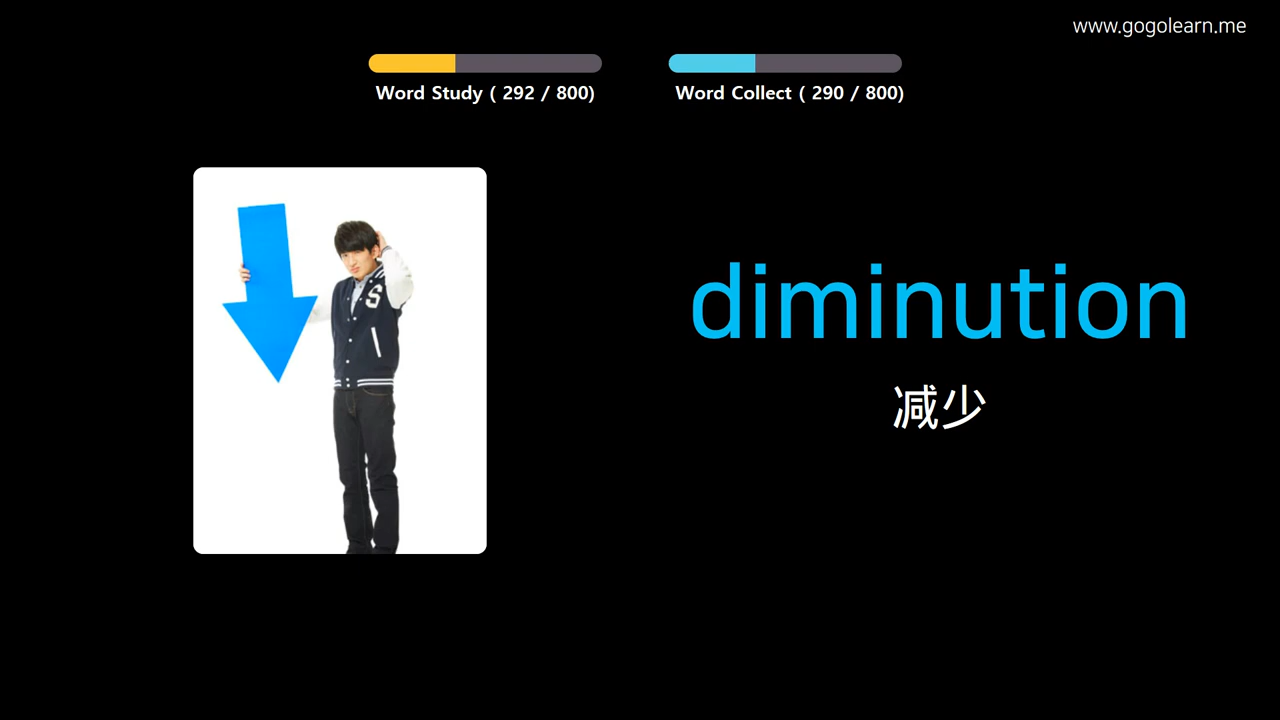 www.gogolearn.me
Word Study ( 292 / 800)
Word Collect ( 290 / 800)
S
diminution
减少